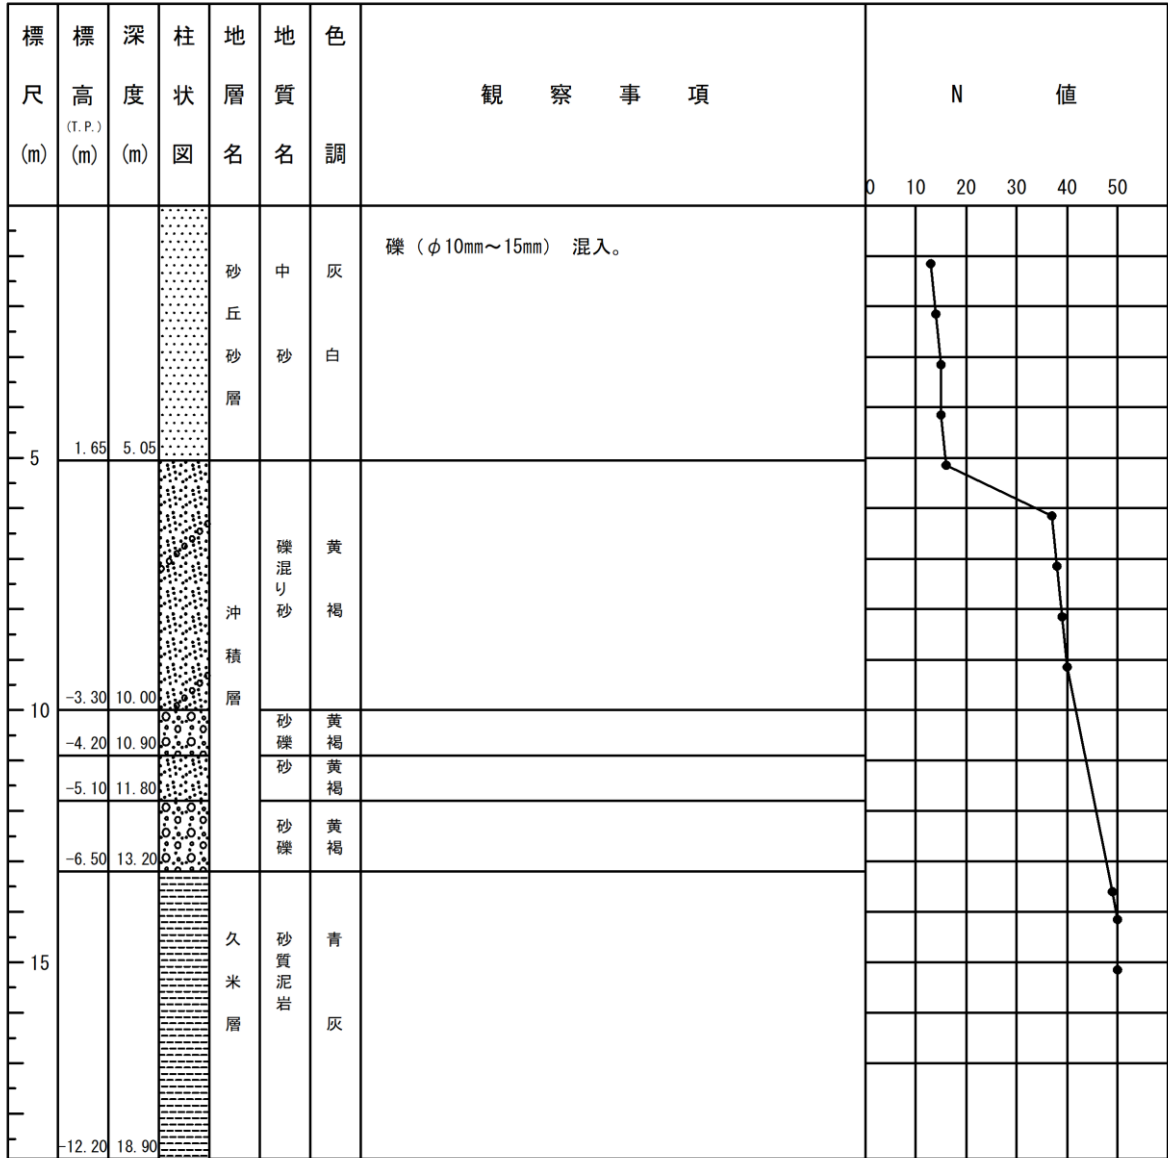 標尺(m)
標高(T.P.)(m)
深度(m)
柱状図
地層名
地質名
色調
観察事項
N値
0 10 20 30 40 50
礫（φ10mm～15mm） 混入。
砂丘砂層
中砂
灰白
1.65 5.05
5
礫混り砂
黄褐
沖積層
-3.30 10.00
10
砂礫
黄褐
-4.20 10.90
砂
黄褐
-5.10 11.80
砂礫
黄褐
-6.50 13.20
久米層
砂質泥岩
青灰
15
-12.20 18.90